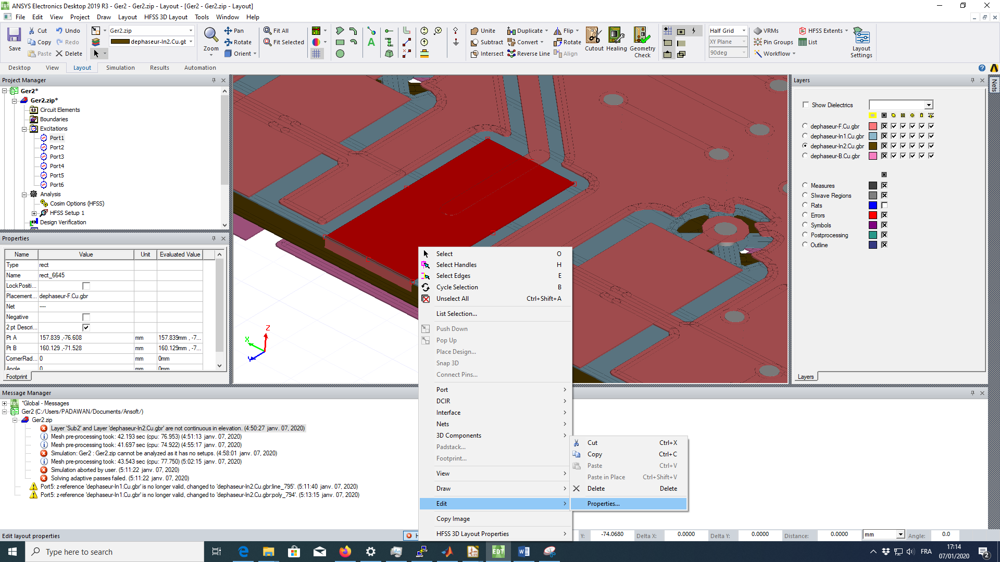 ANSYS Electronics Desktop 2019 R3 - Ger2 - Ger2.zip - Layout - [Ger2 - Ger2.zip - Layout]
File Edit View Project Draw Layout HFSS 3D Layout Tools Window Help
Save
Cut
Copy
Paste
Undo
Redo
Delete
Ger2.zip
dephaseur-In2.Cu.gb
Zoom
Pan
Rotate
Orient
Fit All
Fit Selected
Unite
Subtract
Intersect
Duplicate
Convert
Reverse Line
Flip
Rotate
Align
Cutout
Healing
Geometry
Check
Half Grid
XY Plane
90deg
VRMs
Pin Groups
Workflow
HFSS Extents
List
Layout
Settings
Desktop View Layout Simulation Results Automation
Project Manager
Ger2*
Ger2.zip*
Circuit Elements
Boundaries
Excitations
Port1
Port2
Port3
Port4
Port5
Port6
Analysis
Cosim Options (HFSS)
HFSS Setup 1
Design Verification
Properties
Name Value Unit Evaluated Value
Type rect
Name rect_6645
LockPositi...
Placement... dephaseur-F.Cu.gbr
Net ----
Negative
2 pt Descri...
Pt A 157.839 ,-76.608 mm 157.839mm , -7...
Pt B 160.129 ,-71.528 mm 160.129mm , -7...
CornerRad... 0 mm 0mm
Angle 0 mm 0mm
Footprint
X
Y
Z
Select O
Select Handles H
Select Edges E
Cycle Selection B
Unselect All Ctrl+Shift+A
List Selection...
Push Down
Pop Up
Place Design...
Snap 3D
Connect Pins...
Port
DCIR
Interface
Nets
3D Components
Padstack...
Footprint...
View
Draw
Edit
Copy Image
HFSS 3D Layout Properties
Cut Ctrl+X
Copy Ctrl+C
Paste Ctrl+V
Paste in Place Ctrl+Shift+V
Delete Delete
Properties...
Layers
Nets
Show Dielectrics
dephaseur-F.Cu.gbr
dephaseur-In1.Cu.gbr
dephaseur-In2.Cu.gbr
dephaseur-B.Cu.gbr
Measures
SIwave Regions
Rats
Errors
Symbols
Postprocessing
Outline
Layers
Message Manager
*Global - Messages
Ger2 (C:/Users/PADAWAN/Documents/Ansoft/)
Ger2.zip
Layer 'Sub2' and Layer 'dephaseur-In2.Cu.gbr' are not continuous in elevation. (4:50:27 janv. 07, 2020)
Mesh pre-processing took: 42.193 sec (cpu: 76.953) (4:51:13 janv. 07, 2020)
Mesh pre-processing took: 41.697 sec (cpu: 74.922) (4:55:17 janv. 07, 2020)
Simulation: Ger2 : Ger2.zip cannot be analyzed as it has no setups. (4:58:01 janv. 07, 2020)
Mesh pre-processing took: 43.543 sec (cpu: 77.750) (5:02:15 janv. 07, 2020)
Simulation aborted by user. (5:11:22 janv. 07, 2020)
Solving adaptive passes failed. (5:11:22 janv. 07, 2020)
Port5: z-reference 'dephaseur-In1.Cu.gbr' is no longer valid, changed to 'dephaseur-In2.Cu.gbr:line_795'. (5:11:40 janv. 07, 2020)
Port5: z-reference 'dephaseur-In1.Cu.gbr' is no longer valid, changed to 'dephaseur-In2.Cu.gbr:poly_794'. (5:13:15 janv. 07, 2020)
Edit layout properties
H
Y: -74.0680 Delta X: 0.0000 Delta Y: 0.0000 Distance: 0.0000 mm Angle: 0.0
Type here to search
EDT
FRA
17:14
07/01/2020
2